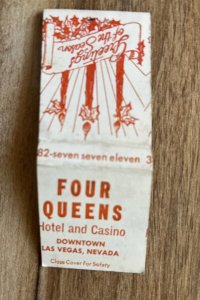 Greetings
of the Season
82-seven seven eleven 3
FOUR
QUEENS
Hotel and Casino
DOWNTOWN
LAS VEGAS, NEVADA
Close Cover For Safety